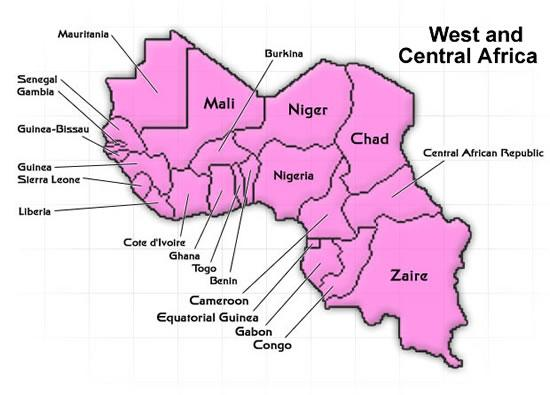 West and
Central Africa
Mauritania
Burkina
Senegal
Gambia
Mali
Niger
Guinea-Bissau
Chad
Central African Republic
Guinea
Nigeria
Sierra Leone
Liberia
Cote d'Ivoire
Ghana
Togo
Benin
Zaire
Cameroon
Equatorial Guinea
Gabon
Congo